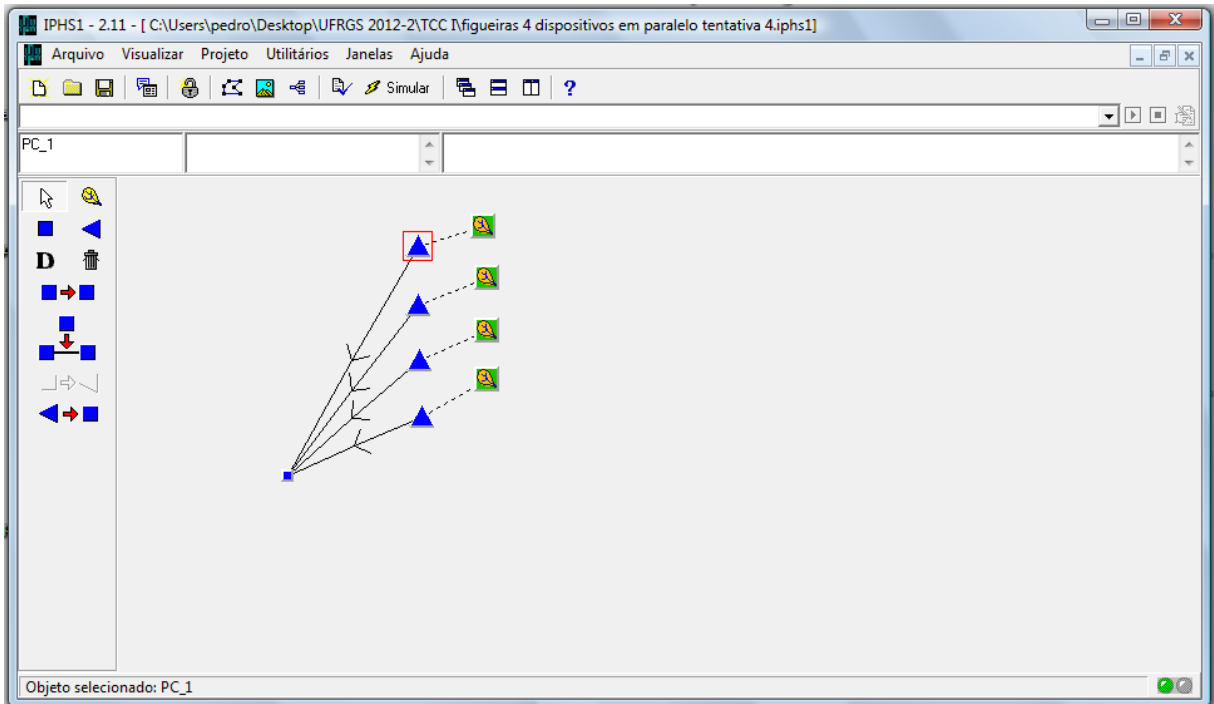 IPHS1 - 2.11 - [ C:\Users\pedro\Desktop\UFRGS 2012-2\TCC I\figueiras 4 dispositivos em paralelo tentativa 4.iphs1]
Arquivo Visualizar Projeto Utilitários Janelas Ajuda
Simular ?
PC_1
D
Objeto selecionado: PC_1